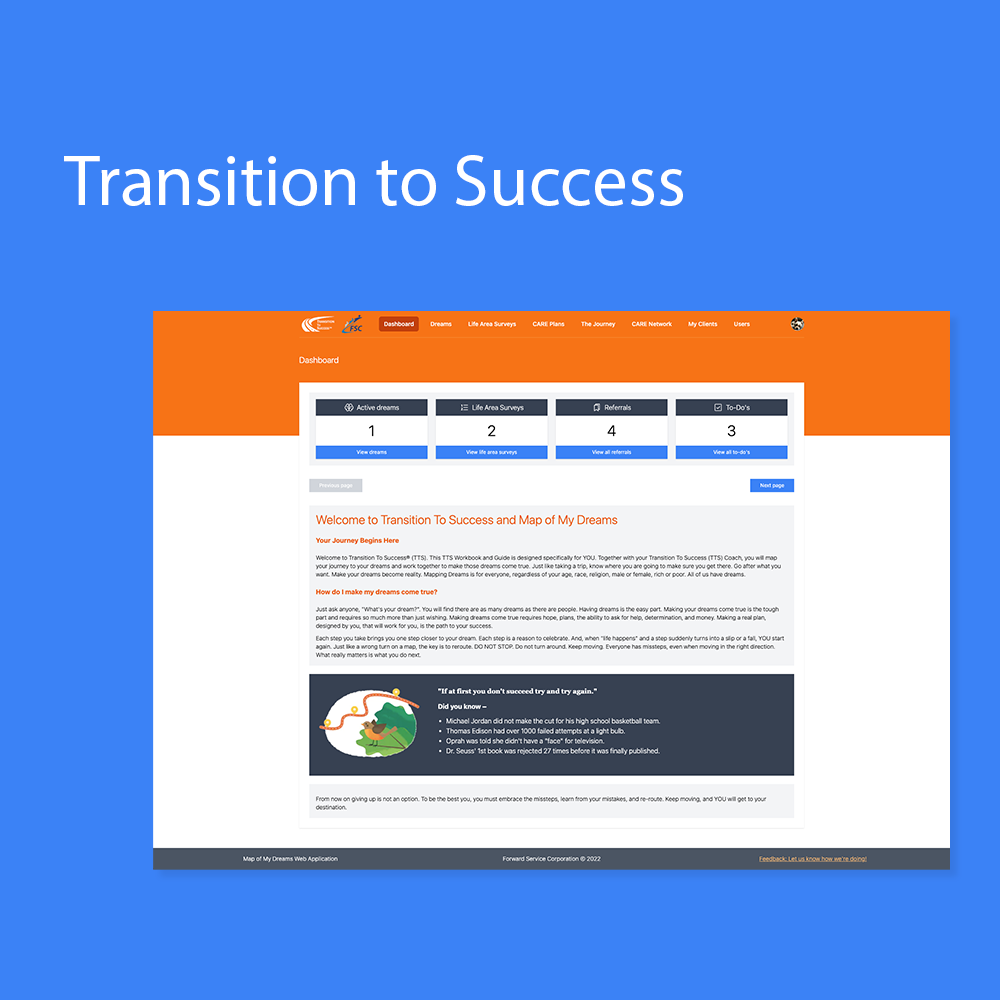 Transition to Success
Transition
to
Success
FSC
Dashboard Dreams Life Area Surveys CARE Plans The Journey CARE Network My Clients Users
Dashboard
Active dreams Life Area Surveys Referrals To-Do's
1 2 4 3
View dreams View life area surveys View all referrals View all to-do's
Previous page Next page
Welcome to Transition To Success and Map of My Dreams
Your Journey Begins Here
Welcome to Transition To Success® (TTS). This TTS Workbook and Guide is designed specifically for YOU. Together with your Transition To Success (TTS) Coach, you will map
your journey to your dreams and work together to make those dreams come true. Just like taking a trip, know where you are going to make sure you get there. Go after what you
want. Make your dreams become reality. Mapping Dreams is for everyone, regardless of your age, race, religion, male or female, rich or poor. All of us have dreams.
How do I make my dreams come true?
Just ask anyone, "What's your dream?". You will find there are as many dreams as there are people. Having dreams is the easy part. Making your dreams come true is the tough
part and requires so much more than just wishing. Making dreams come true requires hope, plans, the ability to ask for help, determination, and money. Making a real plan,
designed by you, that will work for you, is the path to your success.
Each step you take brings you one step closer to your dream. Each step is a reason to celebrate. And, when "life happens" and a step suddenly turns into a slip or a fall, YOU start
again. Just like a wrong turn on a map, the key is to reroute. DO NOT STOP. Do not turn around. Keep moving. Everyone has missteps, even when moving in the right direction.
What really matters is what you do next.
"If at first you don't succeed try and try again."
Did you know –
• Michael Jordan did not make the cut for his high school basketball team.
• Thomas Edison had over 1000 failed attempts at a light bulb.
• Oprah was told she didn't have a "face" for television.
• Dr. Seuss' 1st book was rejected 27 times before it was finally published.
From now on giving up is not an option. To be the best you, you must embrace the missteps, learn from your mistakes, and re-route. Keep moving, and YOU will get to your
destination.
Map of My Dreams Web Application Forward Service Corporation © 2022 Feedback: Let us know how we're doing!